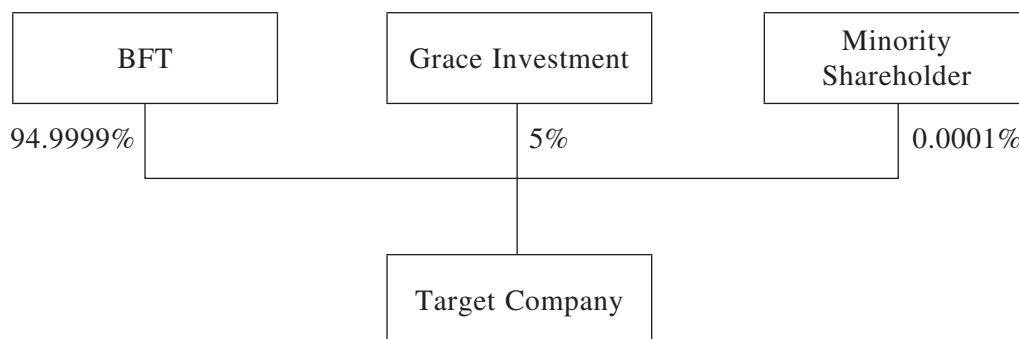 BFT
Grace Investment
Minority
Shareholder
94.9999%
5%
0.0001%
Target Company